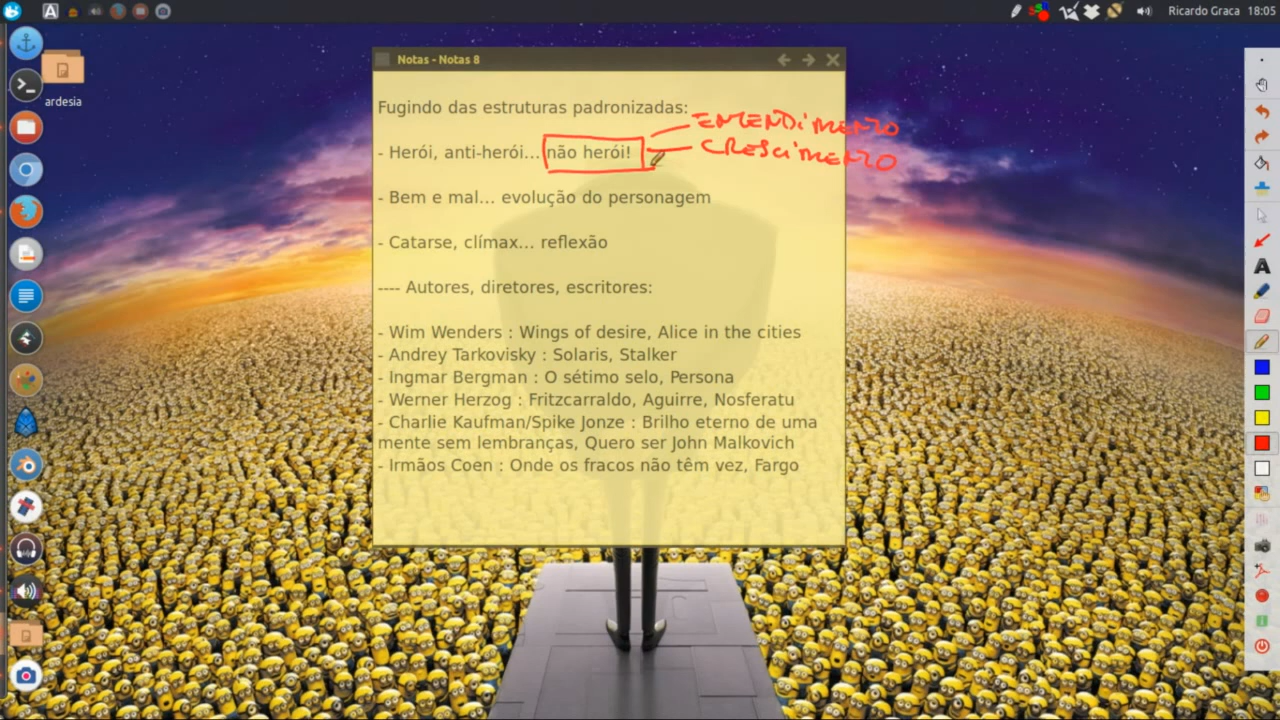 Ricardo Graca 18:05
ardesia
Notas - Notas 8
Fugindo das estruturas padronizadas:
ENTENDIMENTO
- Herói, anti-herói... não herói!
CRESCIMENTO
- Bem e mal... evolução do personagem
- Catarse, clímax... reflexão
---- Autores, diretores, escritores:
- Wim Wenders : Wings of desire, Alice in the cities
- Andrey Tarkovisky : Solaris, Stalker
- Ingmar Bergman : O sétimo selo, Persona
- Werner Herzog : Fritzcarraldo, Aguirre, Nosferatu
- Charlie Kaufman/Spike Jonze : Brilho eterno de uma
mente sem lembranças, Quero ser John Malkovich
- Irmãos Coen : Onde os fracos não têm vez, Fargo